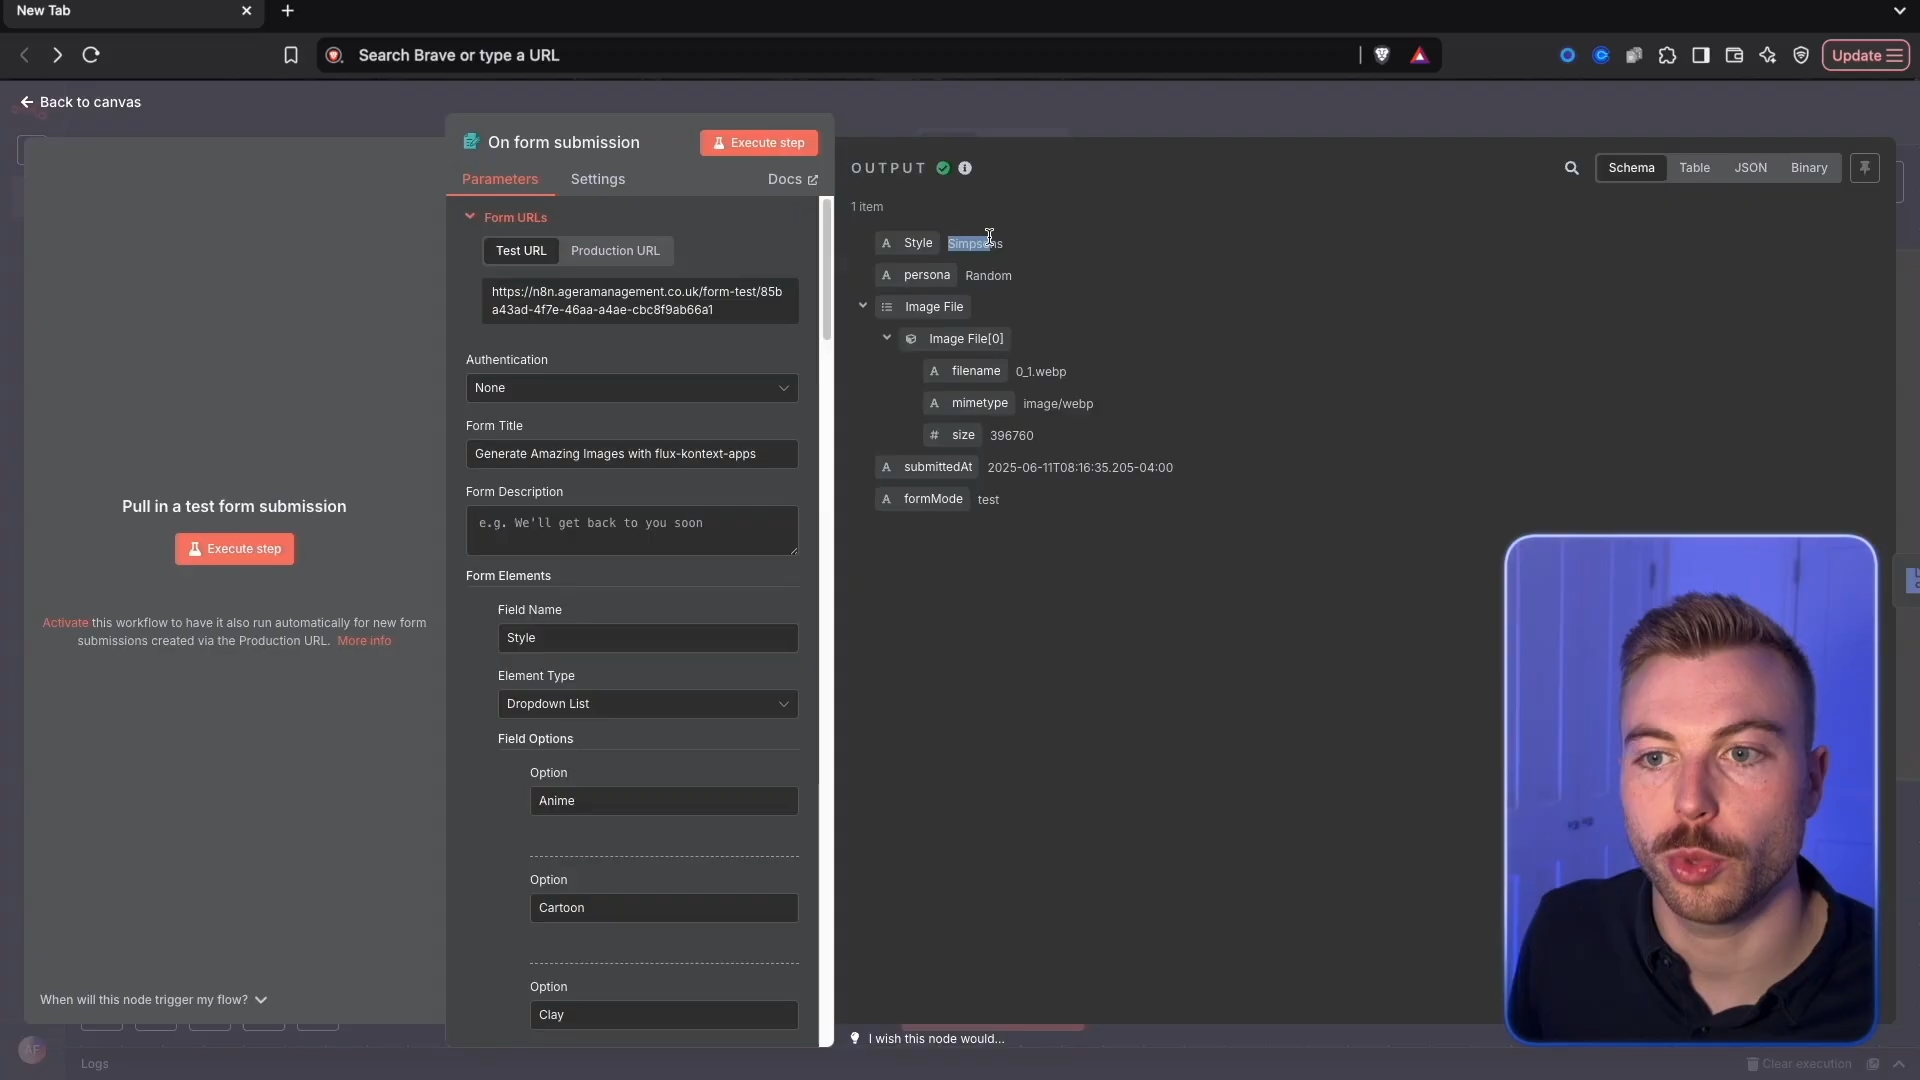 New Tab
Search Brave or type a URL
Update
Back to canvas
On form submission
Execute step
Parameters
Settings
Docs
Form URLs
Test URL
Production URL
https://n8n.ageramanagement.co.uk/form-test/85b
a43ad-4f7e-46aa-a4ae-cbc8f9ab66a1
Authentication
None
Form Title
Generate Amazing Images with flux-kontext-apps
Form Description
e.g. We'll get back to you soon
Form Elements
Field Name
Style
Element Type
Dropdown List
Field Options
Option
Anime
Option
Cartoon
Option
Clay
Pull in a test form submission
Execute step
Activate this workflow to have it also run automatically for new form
submissions created via the Production URL. More info
When will this node trigger my flow?
OUTPUT
Schema
Table
JSON
Binary
1 item
A Style Simpsons
A persona Random
Image File
Image File[0]
A filename 0_1.webp
A mimetype image/webp
# size 396760
A submittedAt 2025-06-11T08:16:35.205-04:00
A formMode test
I wish this node would...
AF
Logs
Clear execution